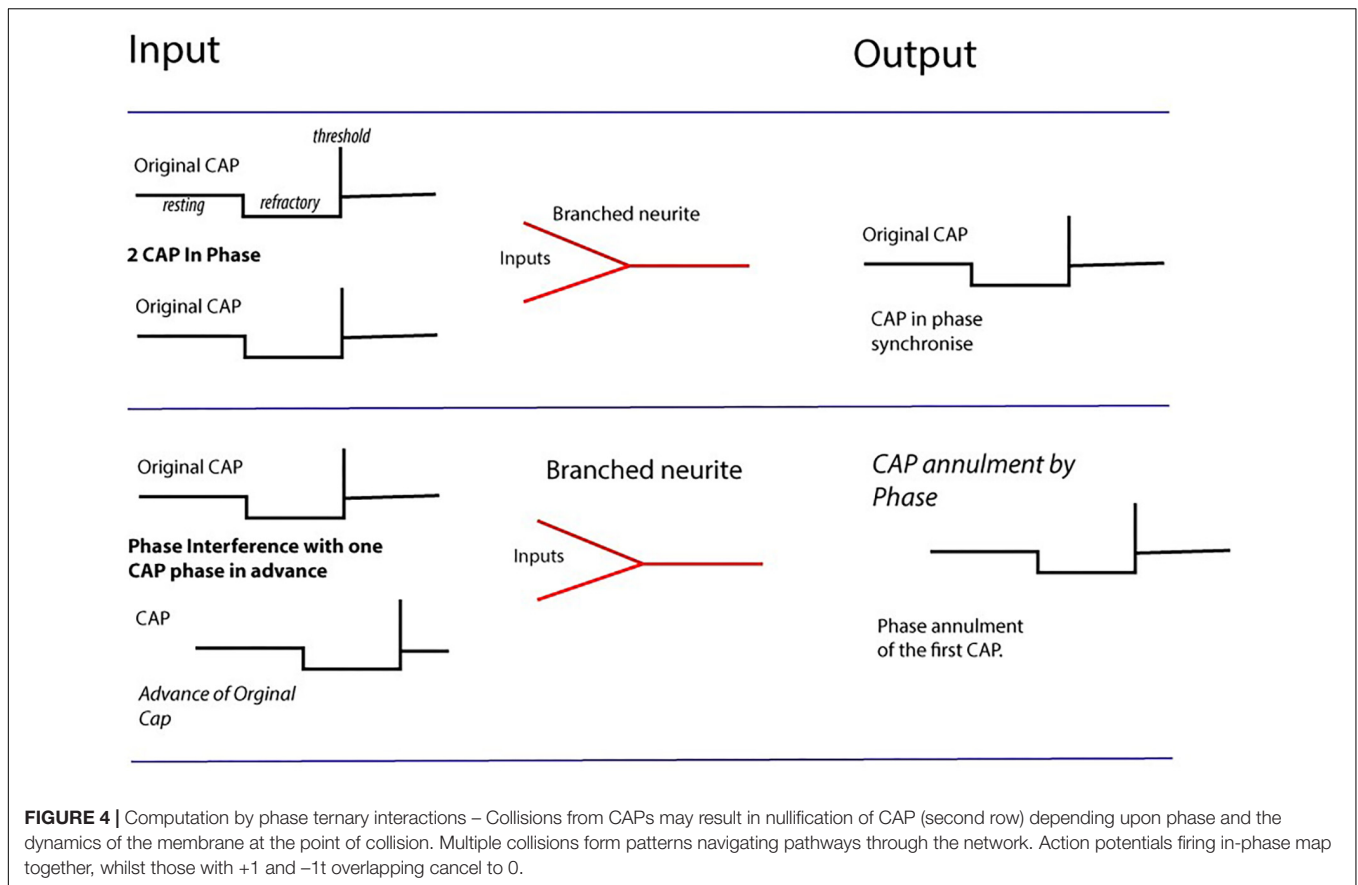 Input
Output
threshold
Original CAP
resting
refractory
2 CAP In Phase
Original CAP
Branched neurite
Inputs
Original CAP
CAP in phase
synchronise
Original CAP
Phase Interference with one
CAP phase in advance
CAP
Advance of Orginal
Cap
Branched neurite
Inputs
CAP annulment by
Phase
Phase annulment
of the first CAP.
FIGURE 4 | Computation by phase ternary interactions – Collisions from CAPs may result in nullification of CAP (second row) depending upon phase and the
dynamics of the membrane at the point of collision. Multiple collisions form patterns navigating pathways through the network. Action potentials firing in-phase map
together, whilst those with +1 and –1t overlapping cancel to 0.